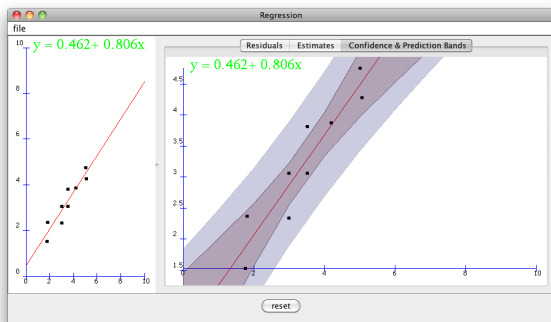 Regression
file
y = 0.462+ 0.806x
10
8
6
4
2
0
0 2 4 6 8 10
Residuals Estimates Confidence & Prediction Bands
y = 0.462+ 0.806x
4.5
4
3.5
3
2.5
2
1.5
0 2 4 6 8 10
reset